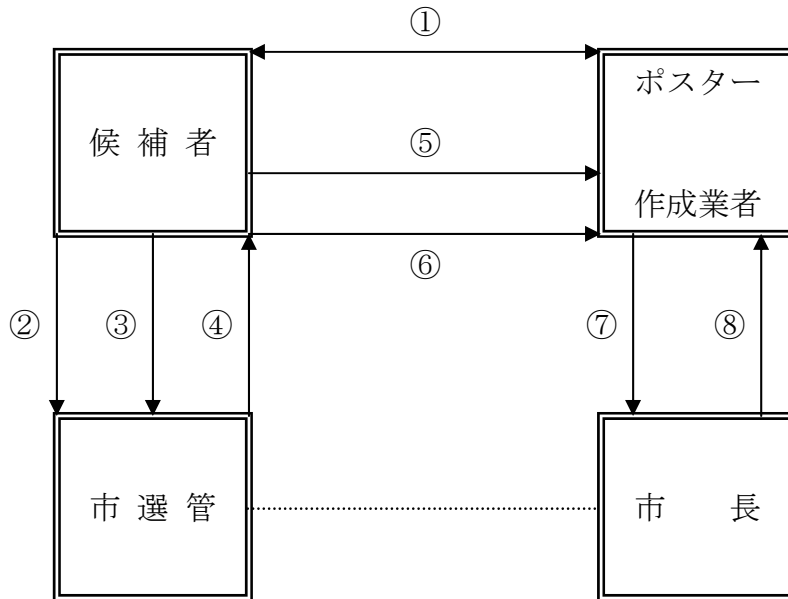 ①
候 補 者
ポスター
作成業者
⑤
⑥
②
③
④
⑦
⑧
市 選 管
市 長